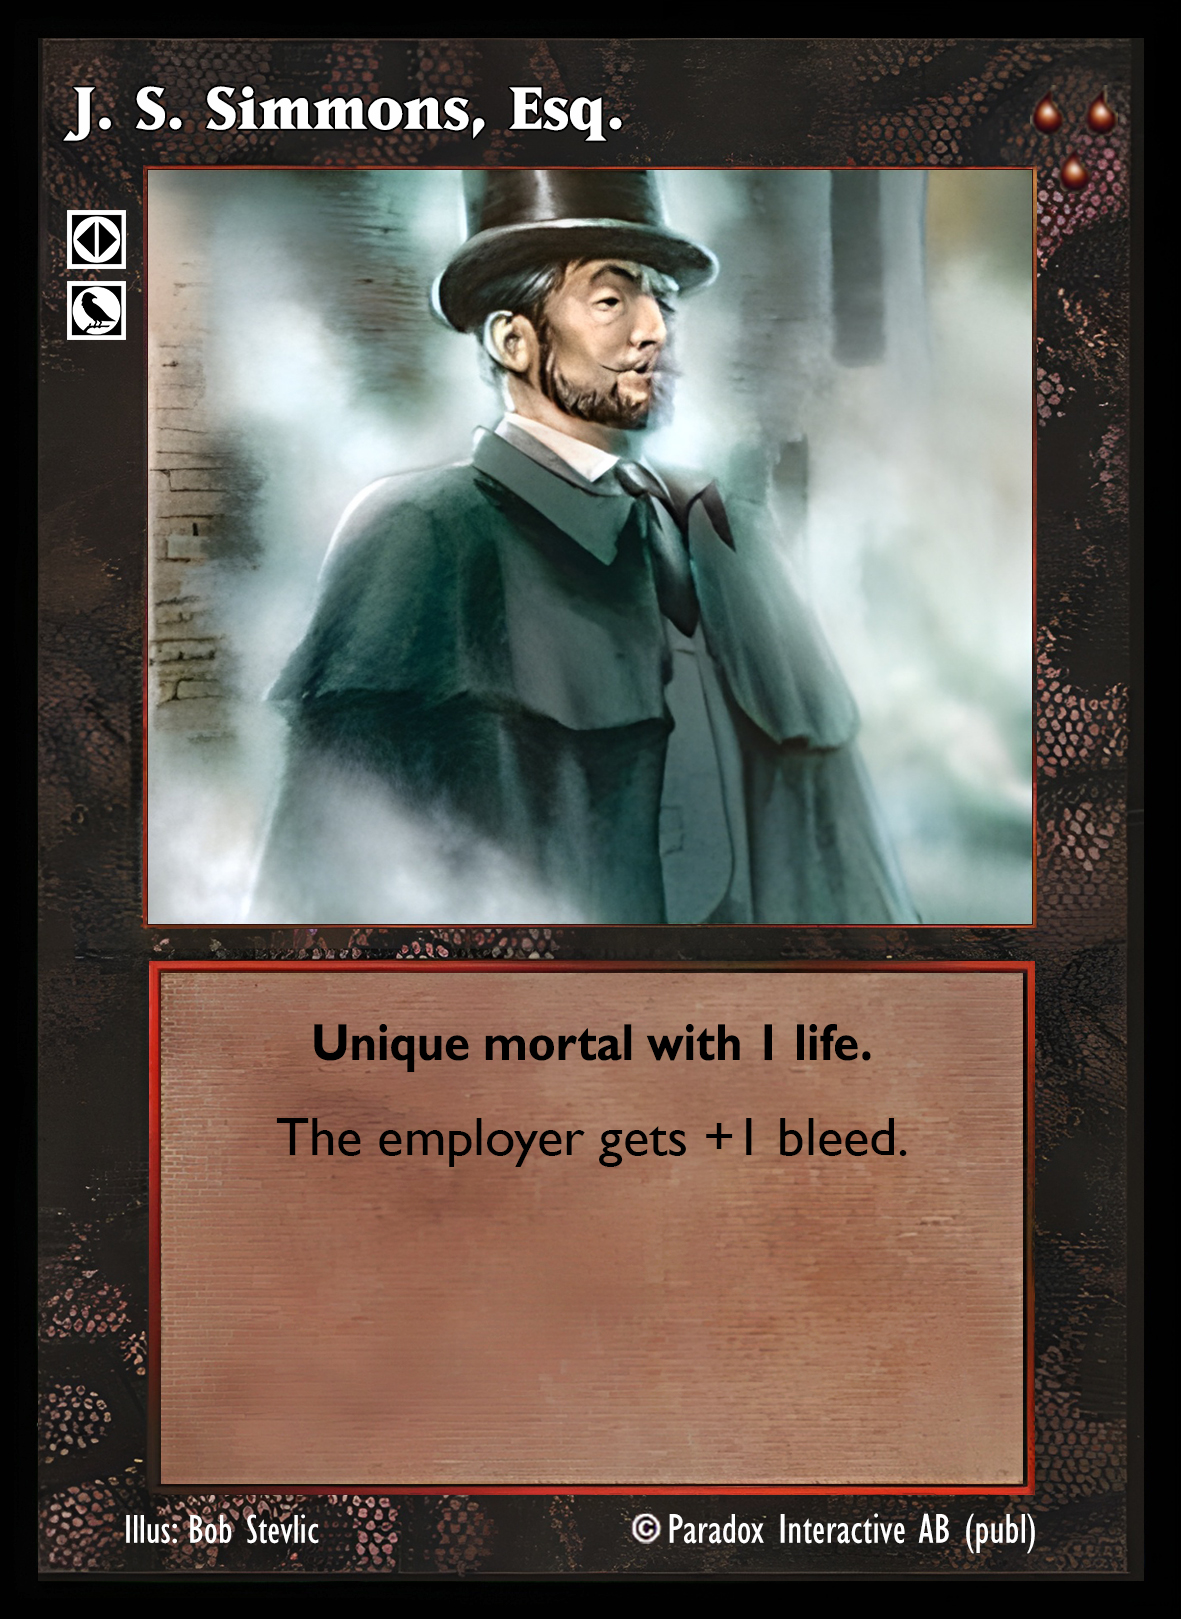 J. S. Simmons, Esq.
Unique mortal with 1 life.
The employer gets +1 bleed.
Illus: Bob Stevlic
© Paradox Interactive AB (publ)